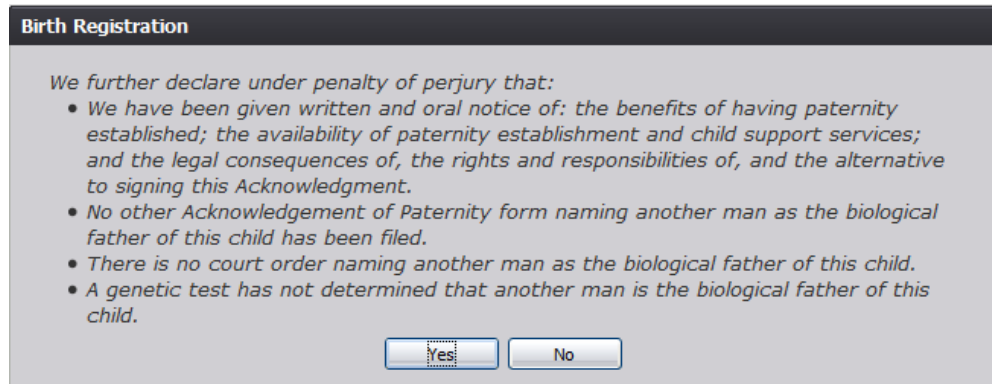 Birth Registration
We further declare under penalty of perjury that:
• We have been given written and oral notice of: the benefits of having paternity
established; the availability of paternity establishment and child support services;
and the legal consequences of, the rights and responsibilities of, and the alternative
to signing this Acknowledgment.
• No other Acknowledgement of Paternity form naming another man as the biological
father of this child has been filed.
• There is no court order naming another man as the biological father of this child.
• A genetic test has not determined that another man is the biological father of this
child.
Yes No